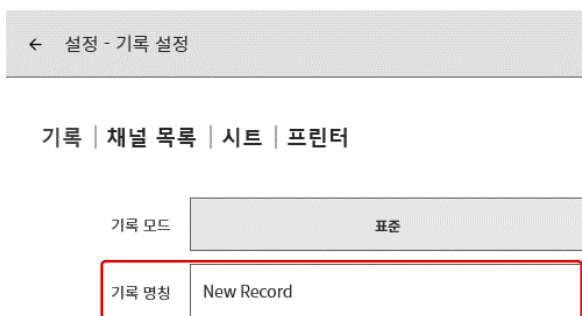 ← 설정 - 기록 설정
기록 | 채널 목록 | 시트 | 프린터
기록 모드 표준
기록 명칭 New Record